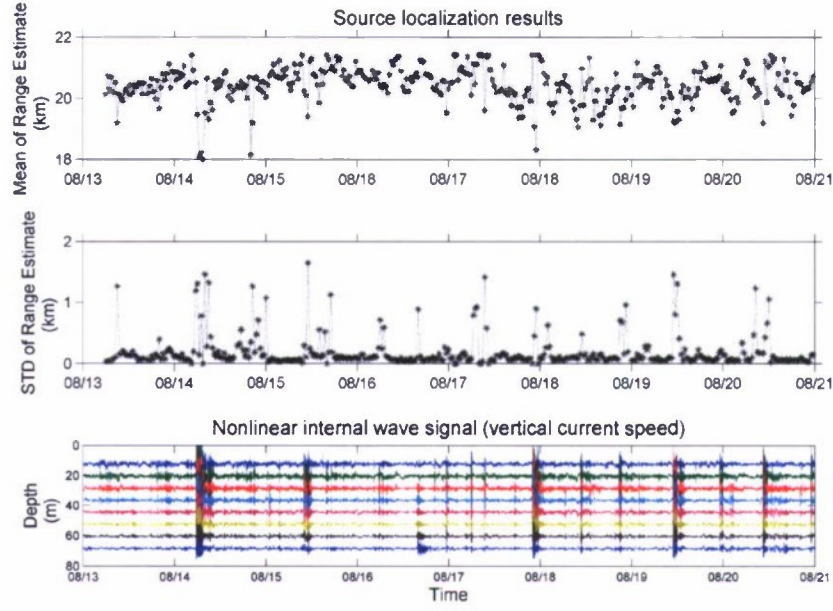 Source localization results
Mean of Range Estimate
(km)
22
20
18
08/13 08/14 08/15 08/16 08/17 08/18 08/19 08/20 08/21
STD of Range Estimate
(km)
2
1
0
08/13 08/14 08/15 08/16 08/17 08/18 08/19 08/20 08/21
Nonlinear internal wave signal (vertical current speed)
Depth
(m)
0
20
40
60
80
08/13 08/14 08/15 08/16 08/17 08/18 08/19 08/20 08/21
Time